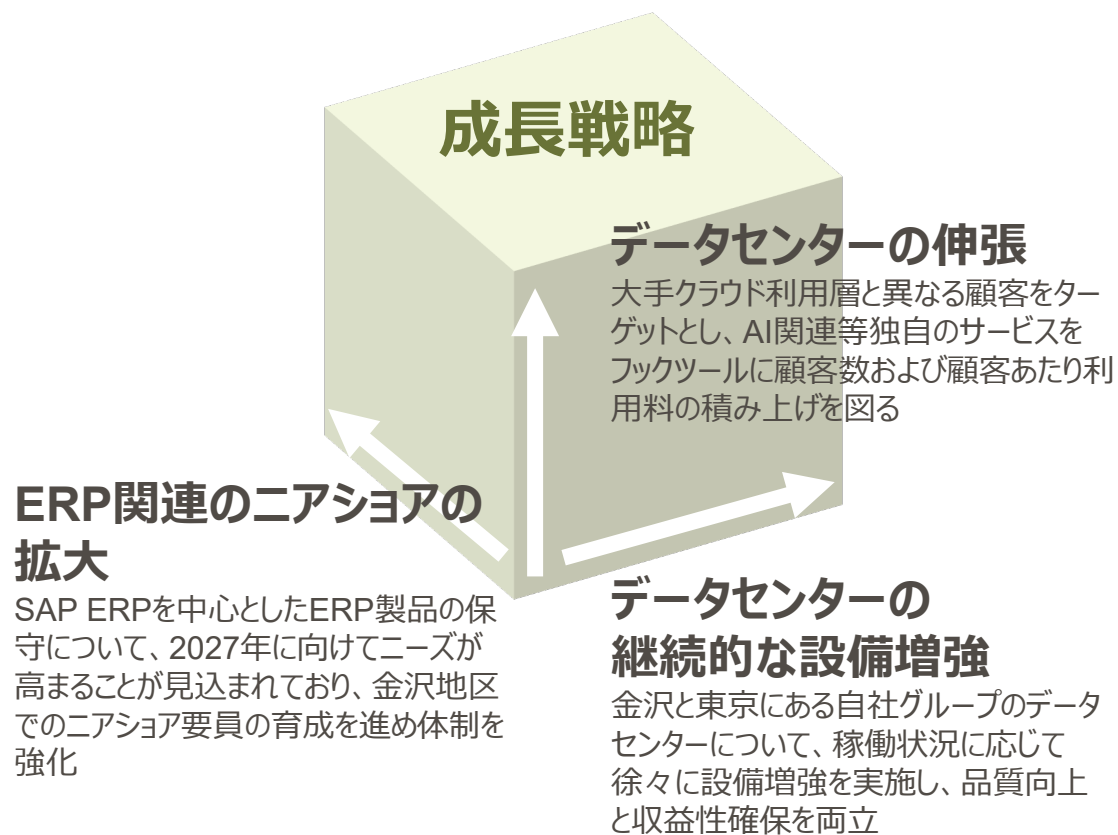 成長戦略
データセンターの伸張
大手クラウド利用層と異なる顧客をター
ゲットとし、AI関連等独自のサービスを
フックツールに顧客数および顧客あたり利
用料の積み上げを図る
ERP関連のニアショアの
拡大
SAP ERPを中心としたERP製品の保
守について、2027年に向けてニーズが
高まることが見込まれており、金沢地区
でのニアショア要員の育成を進め体制を
強化
データセンターの
継続的な設備増強
金沢と東京にある自社グループのデータ
センターについて、稼働状況に応じて
徐々に設備増強を実施し、品質向上
と収益性確保を両立